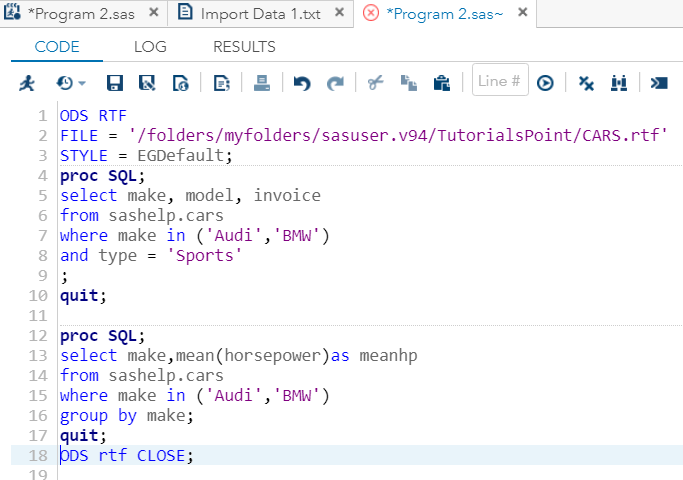 *Program 2.sas × Import Data 1.txt × *Program 2.sas~ ×
CODE LOG RESULTS
Line #
1 ODS RTF
2 FILE = '/folders/myfolders/sasuser.v94/TutorialsPoint/CARS.rtf'
3 STYLE = EGDefault;
4 proc SQL;
5 select make, model, invoice
6 from sashelp.cars
7 where make in ('Audi','BMW')
8 and type = 'Sports'
9 ;
10 quit;
11
12 proc SQL;
13 select make,mean(horsepower)as meanhp
14 from sashelp.cars
15 where make in ('Audi','BMW')
16 group by make;
17 quit;
18 ODS rtf CLOSE;
19